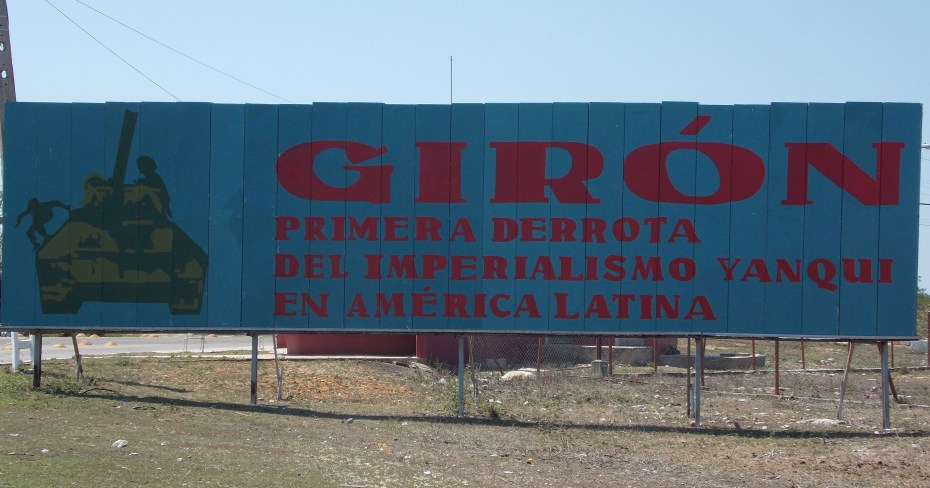 GIRÓN
PRIMERA DERROTA
DEL IMPERIALISMO YANQUI
EN AMÉRICA LATINA